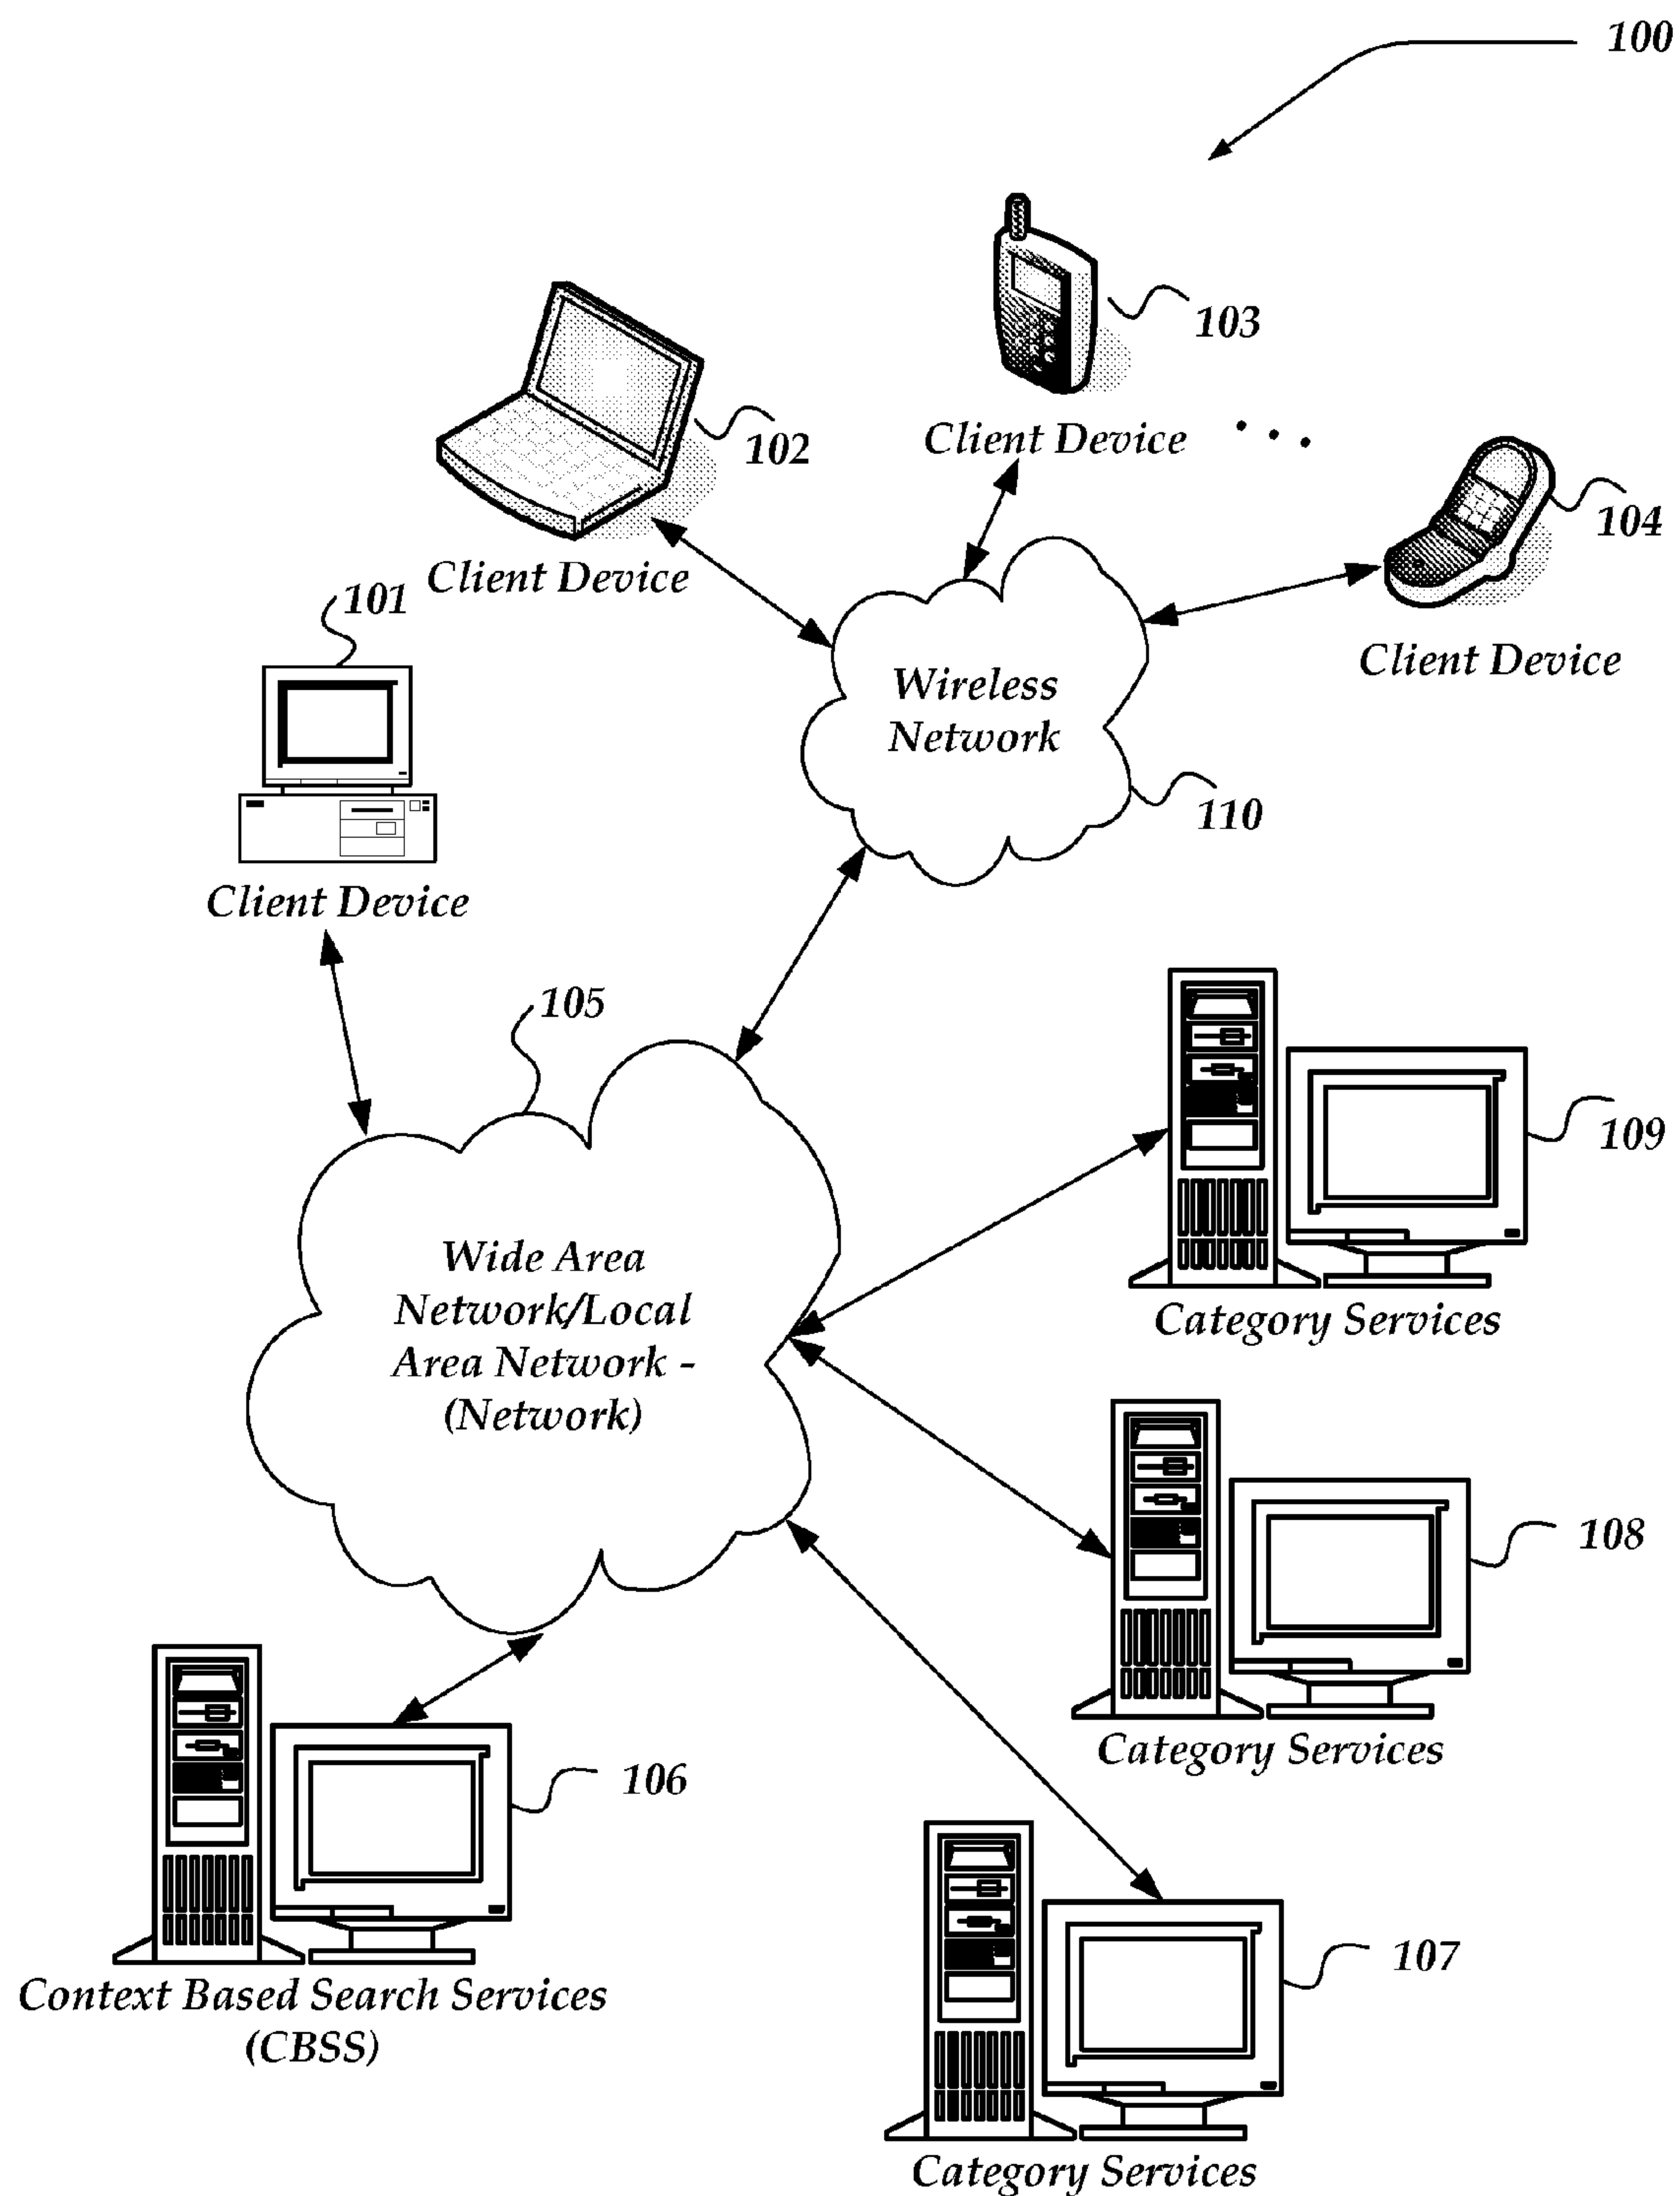 100
103
102
Client Device
. . .
104
Client Device
101
Client Device
Wireless
Network
110
Client Device
105
109
Wide Area
Network/Local
Area Network -
(Network)
Category Services
108
Category Services
106
107
Context Based Search Services
(CBSS)
Category Services